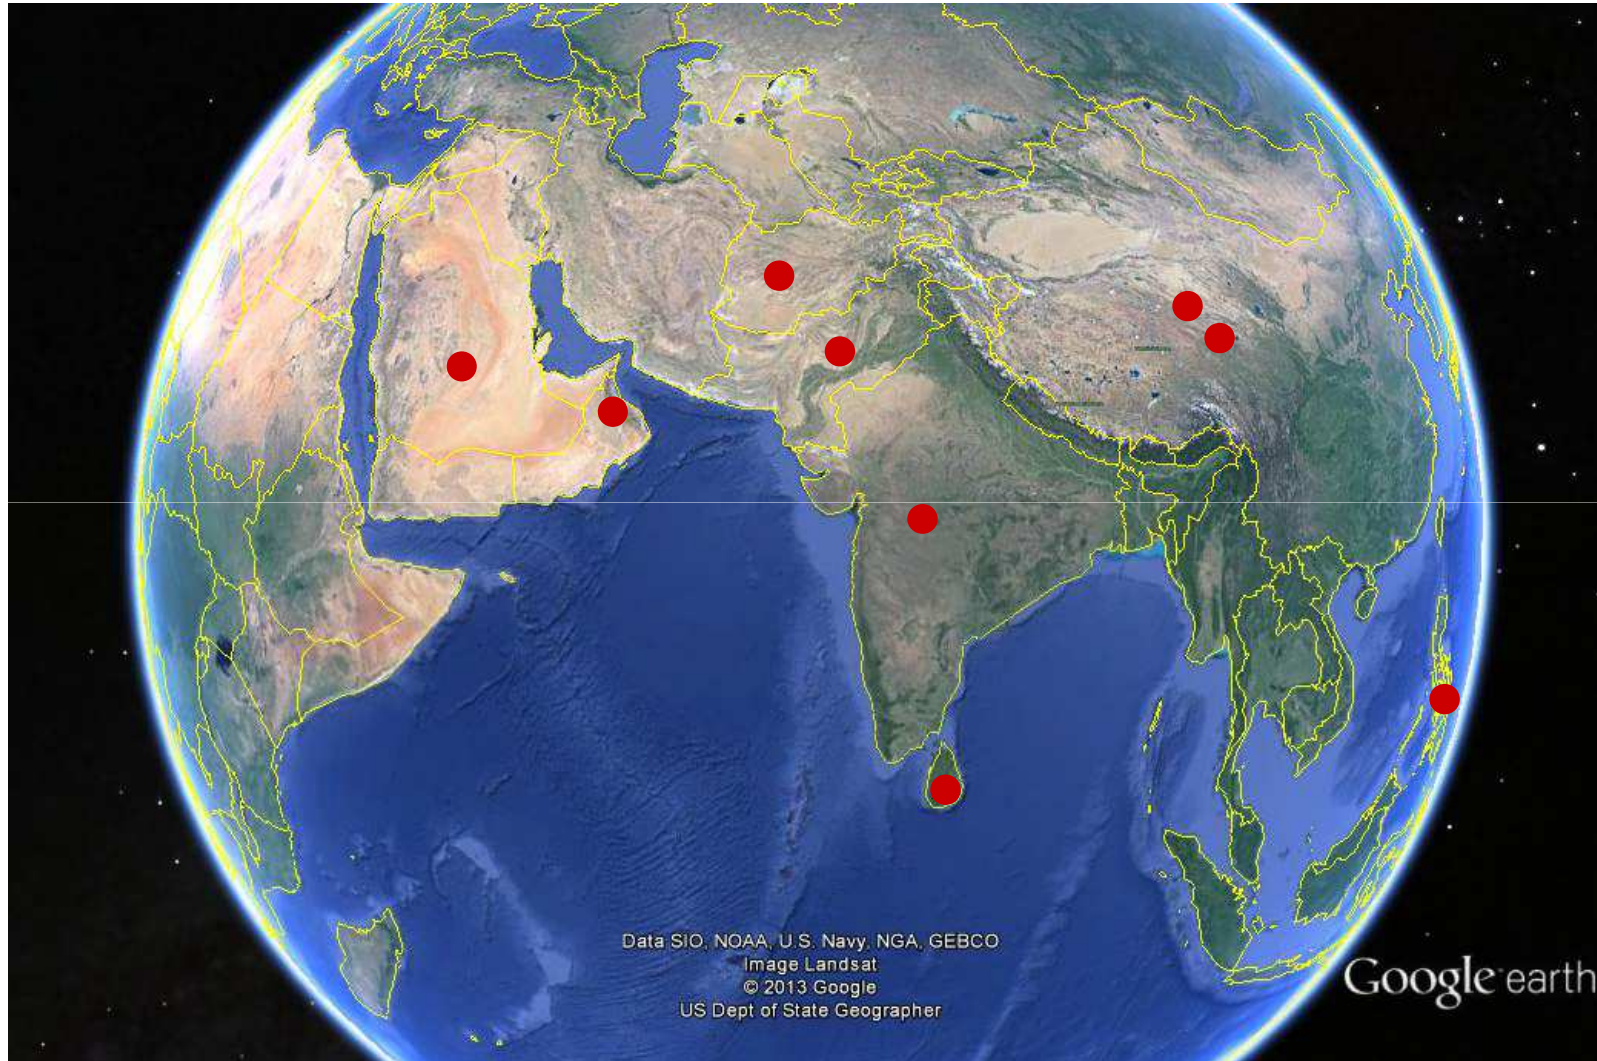 Data SIO, NOAA, U.S. Navy, NGA, GEBCO
Image Landsat
© 2013 Google
US Dept of State Geographer
Google earth